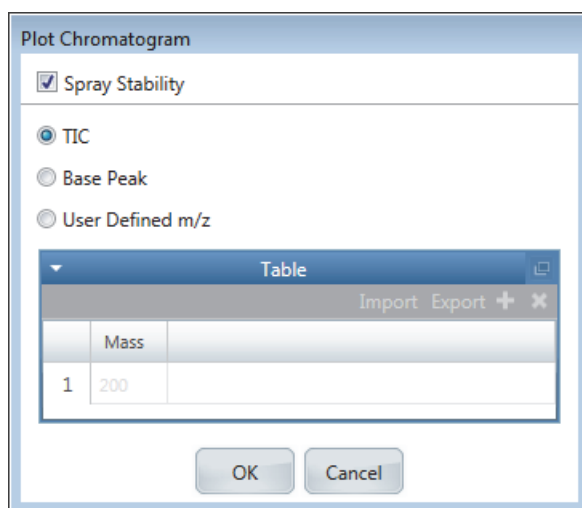 Plot Chromatogram
Spray Stability
TIC
Base Peak
User Defined m/z
Table
Import Export
Mass
1 200
OK Cancel